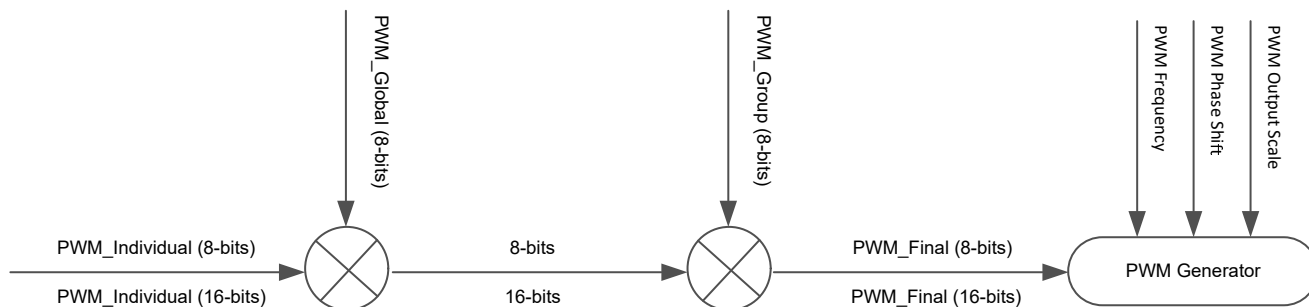 PWM_Global (8-bits)
PWM_Group (8-bits)
PWM Frequency
PWM Phase Shift
PWM Output Scale
PWM_Individual (8-bits)
8-bits
PWM_Final (8-bits)
PWM Generator
PWM_Individual (16-bits)
16-bits
PWM_Final (16-bits)